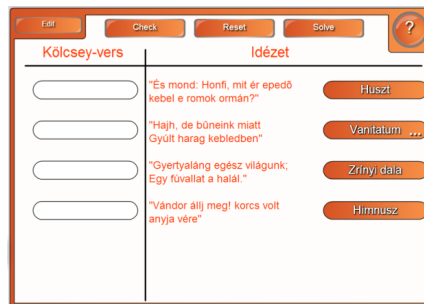 Edit
Check
Reset
Solve
?
Kölcsey-vers
Idézet
"És mond: Honfi, mit ér epedő
kebel e romok ormán?"
Huszt
"Hajh, de bűneink miatt
Gyúlt harag kebledben"
Vanitatum ...
"Gyertyaláng egész világunk;
Egy fúvallat a halál."
Zrínyi dala
"Vándor állj meg! korcs volt
anyja vére"
Himnusz